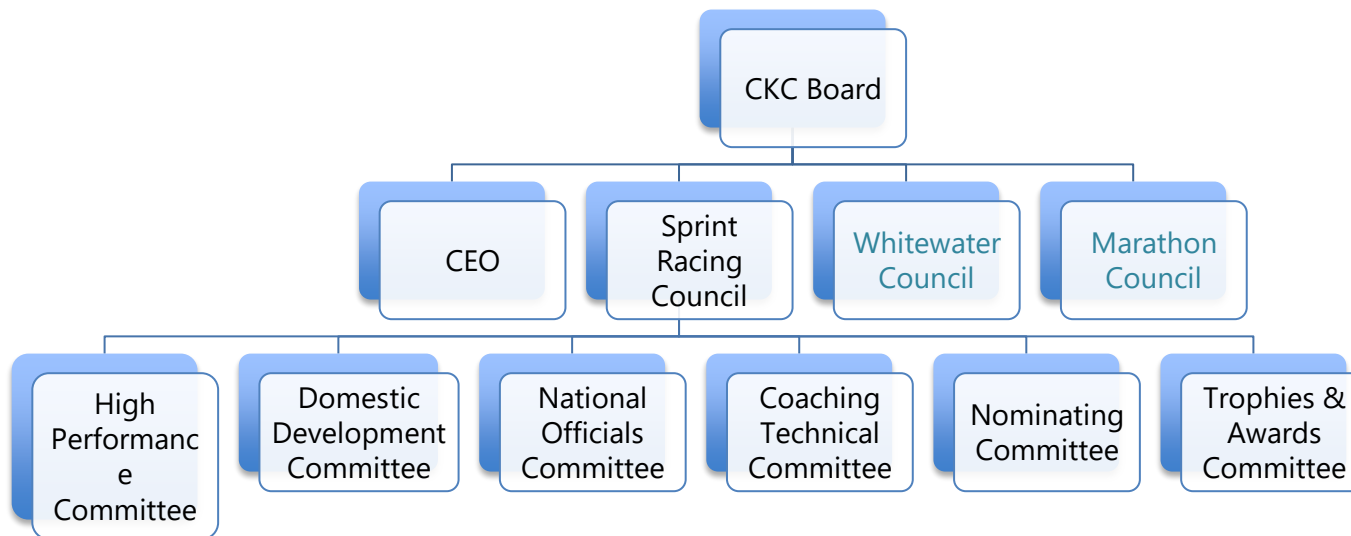 CKC Board
CEO
Sprint
Racing
Council
Whitewater
Council
Marathon
Council
High
Performanc
e
Committee
Domestic
Development
Committee
National
Officials
Committee
Coaching
Technical
Committee
Nominating
Committee
Trophies &
Awards
Committee